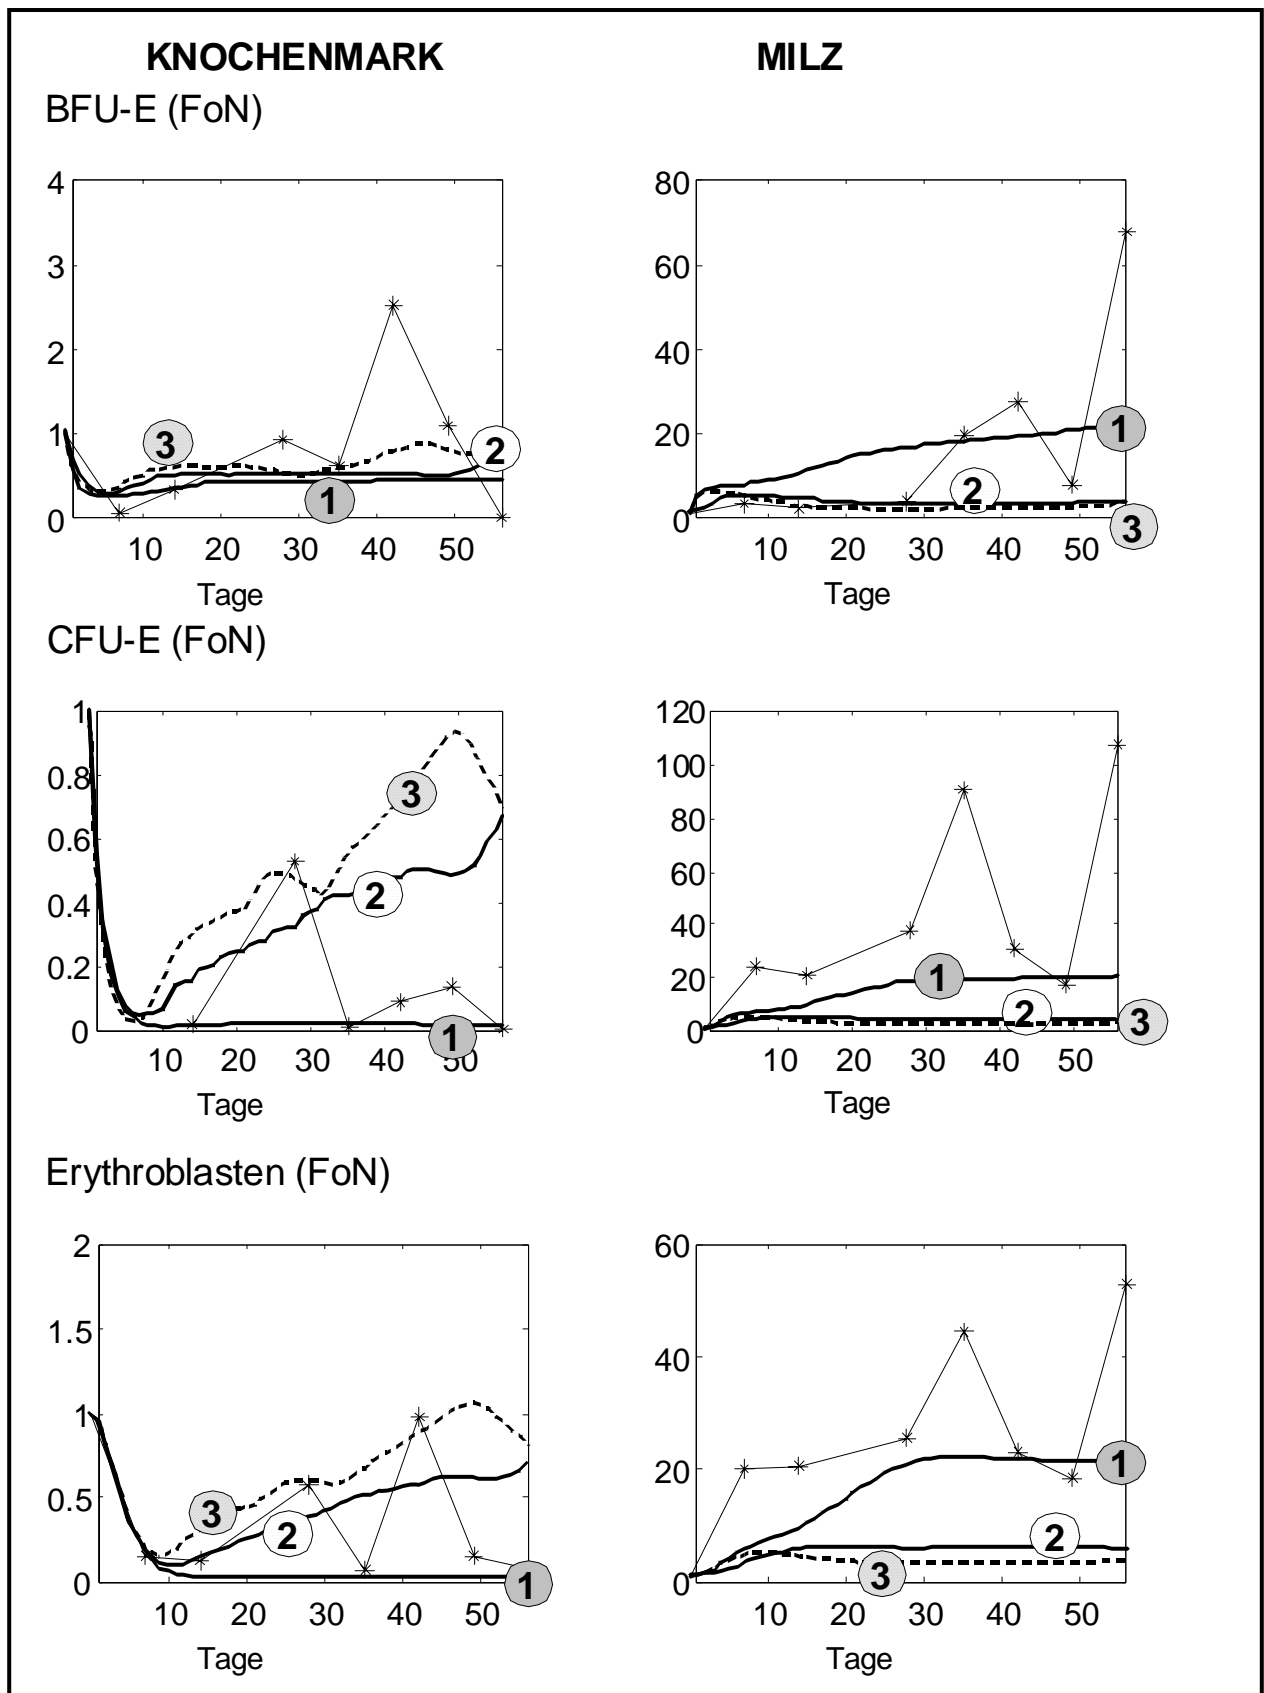 KNOCHENMARK MILZ
BFU-E (FoN)
4 80
3 60
2 40
1 3 2 20 1
1 2
0 0 3
10 20 30 40 50 10 20 30 40 50
Tage Tage
CFU-E (FoN)
1 120
0.8 3 100
80
0.6 60
0.4 2 40
0.2 20 1
0 1 0 2 3
10 20 30 40 50 10 20 30 40 50
Tage Tage
Erythroblasten (FoN)
2 60
1.5 40
1 20 1
0.5 3 2 2
0 1 0 3
10 20 30 40 50 10 20 30 40 50
Tage Tage